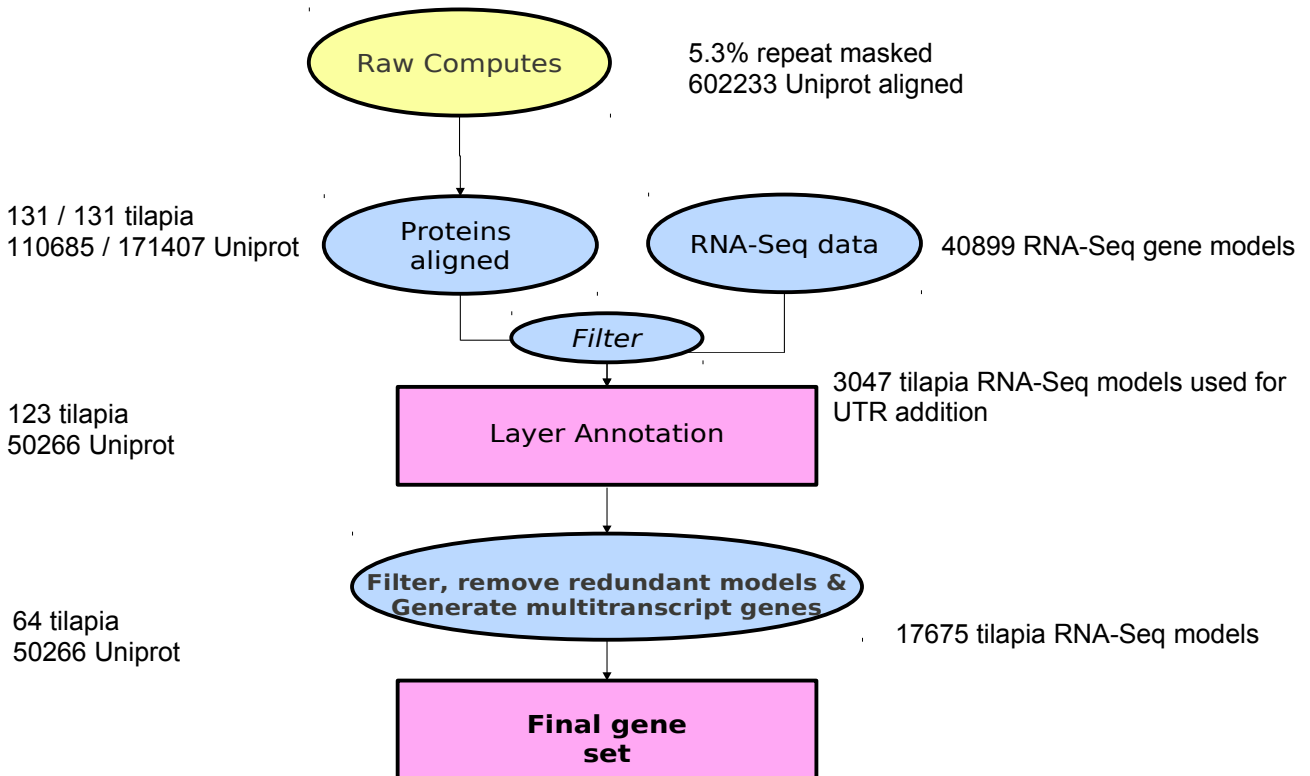 Raw Computes
5.3% repeat masked
602233 Uniprot aligned
131 / 131 tilapia
110685 / 171407 Uniprot
Proteins
aligned
RNA-Seq data
40899 RNA-Seq gene models
Filter
3047 tilapia RNA-Seq models used for
UTR addition
123 tilapia
50266 Uniprot
Layer Annotation
Filter, remove redundant models &
Generate multitranscript genes
64 tilapia
50266 Uniprot
17675 tilapia RNA-Seq models
Final gene
set